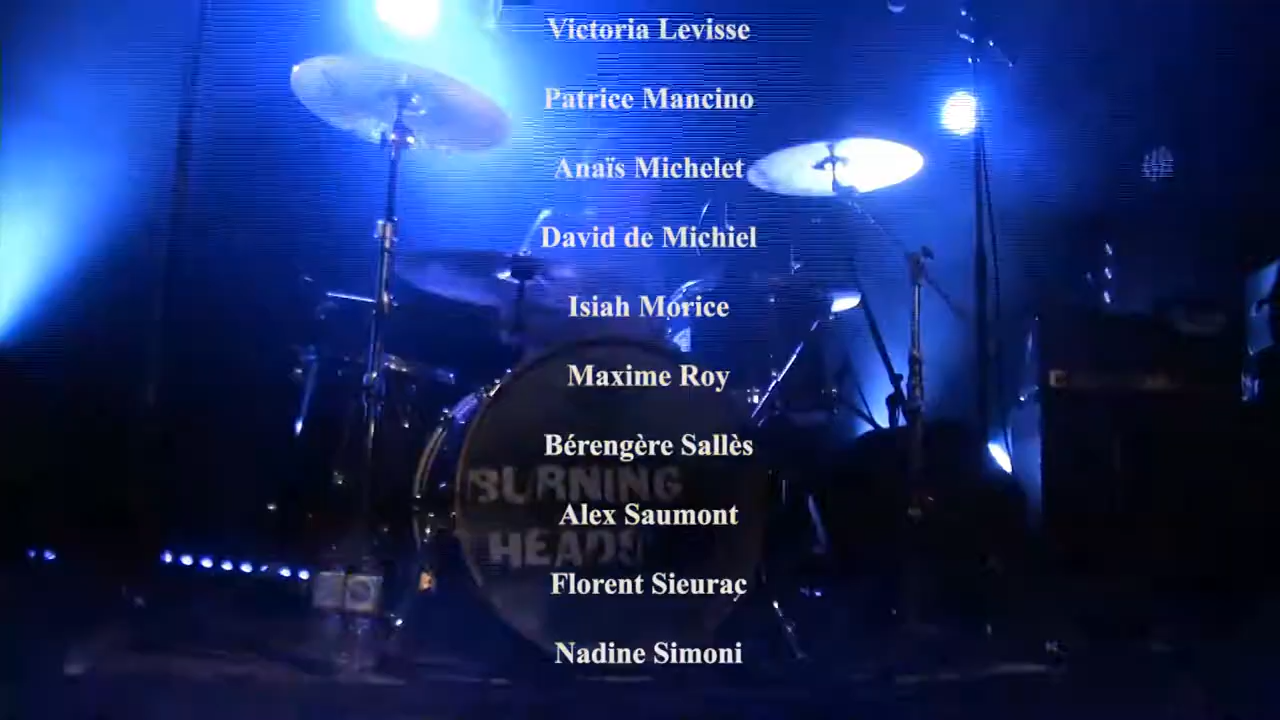 Victoria Levisse
Patrice Mancino
Anaïs Michelet
David de Michiel
Isiah Morice
Maxime Roy
Bérengère Sallès
BURNING
Alex Saumont
HEADS
Florent Sieurac
Nadine Simoni